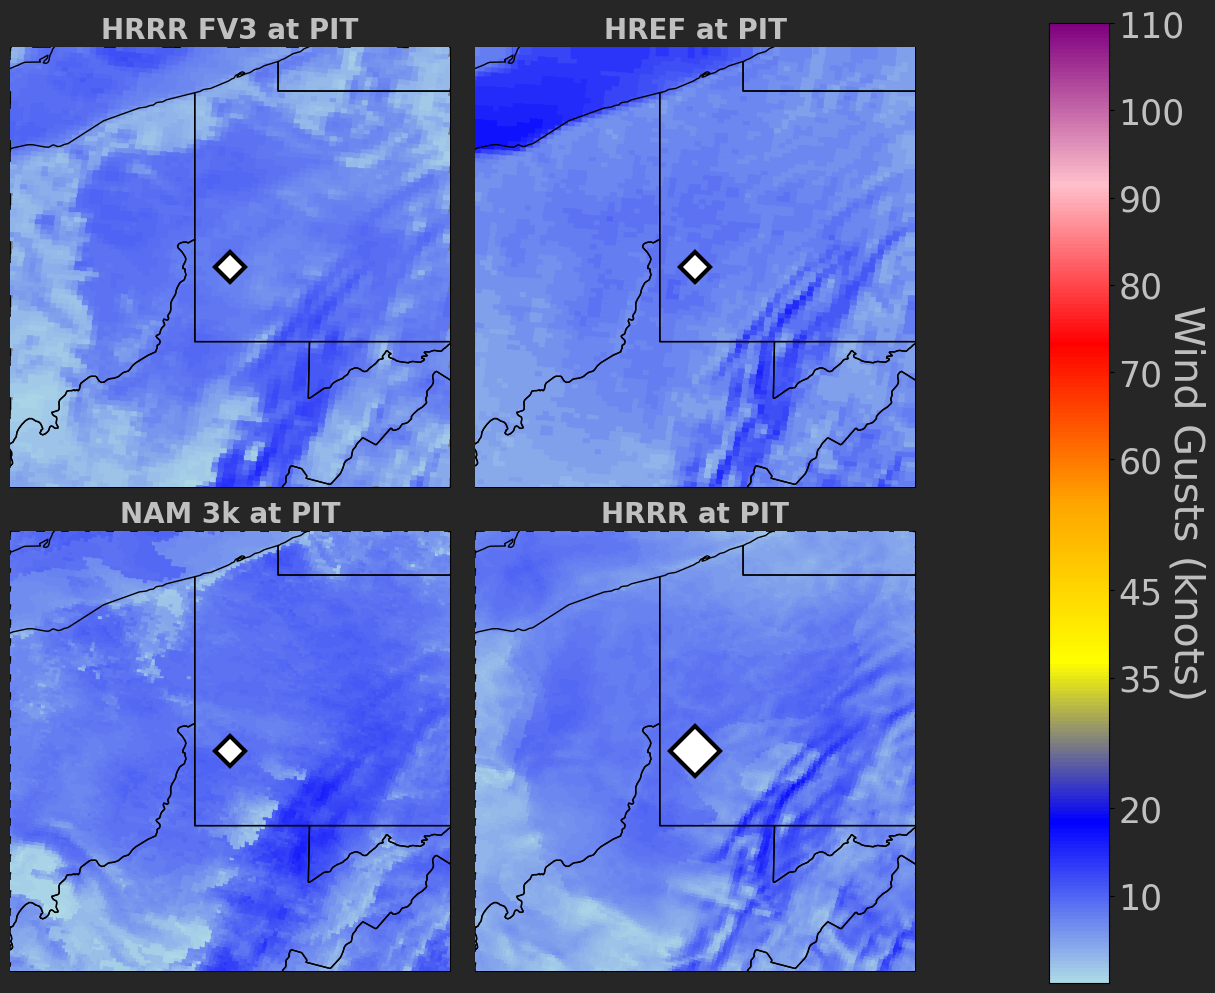 HRRR FV3 at PIT
HREF at PIT
NAM 3k at PIT
HRRR at PIT
110
100
90
80
70
60
45
35
20
10
Wind Gusts (knots)